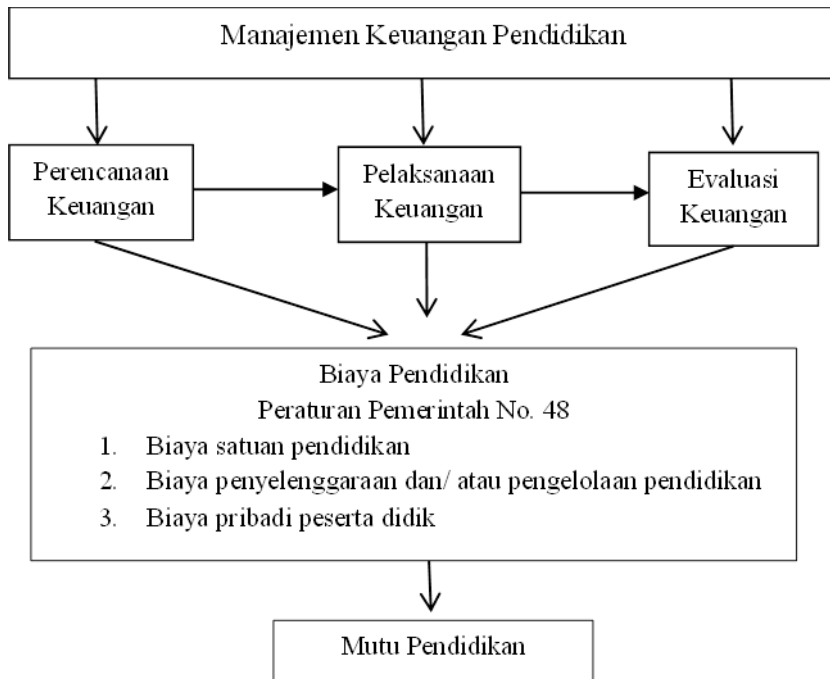 Manajemen Keuangan Pendidikan
Perencanaan
Keuangan
Pelaksanaan
Keuangan
Evaluasi
Keuangan
Biaya Pendidikan
Peraturan Pemerintah No. 48
1. Biaya satuan pendidikan
2. Biaya penyelenggaraan dan/ atau pengelolaan pendidikan
3. Biaya pribadi peserta didik
Mutu Pendidikan